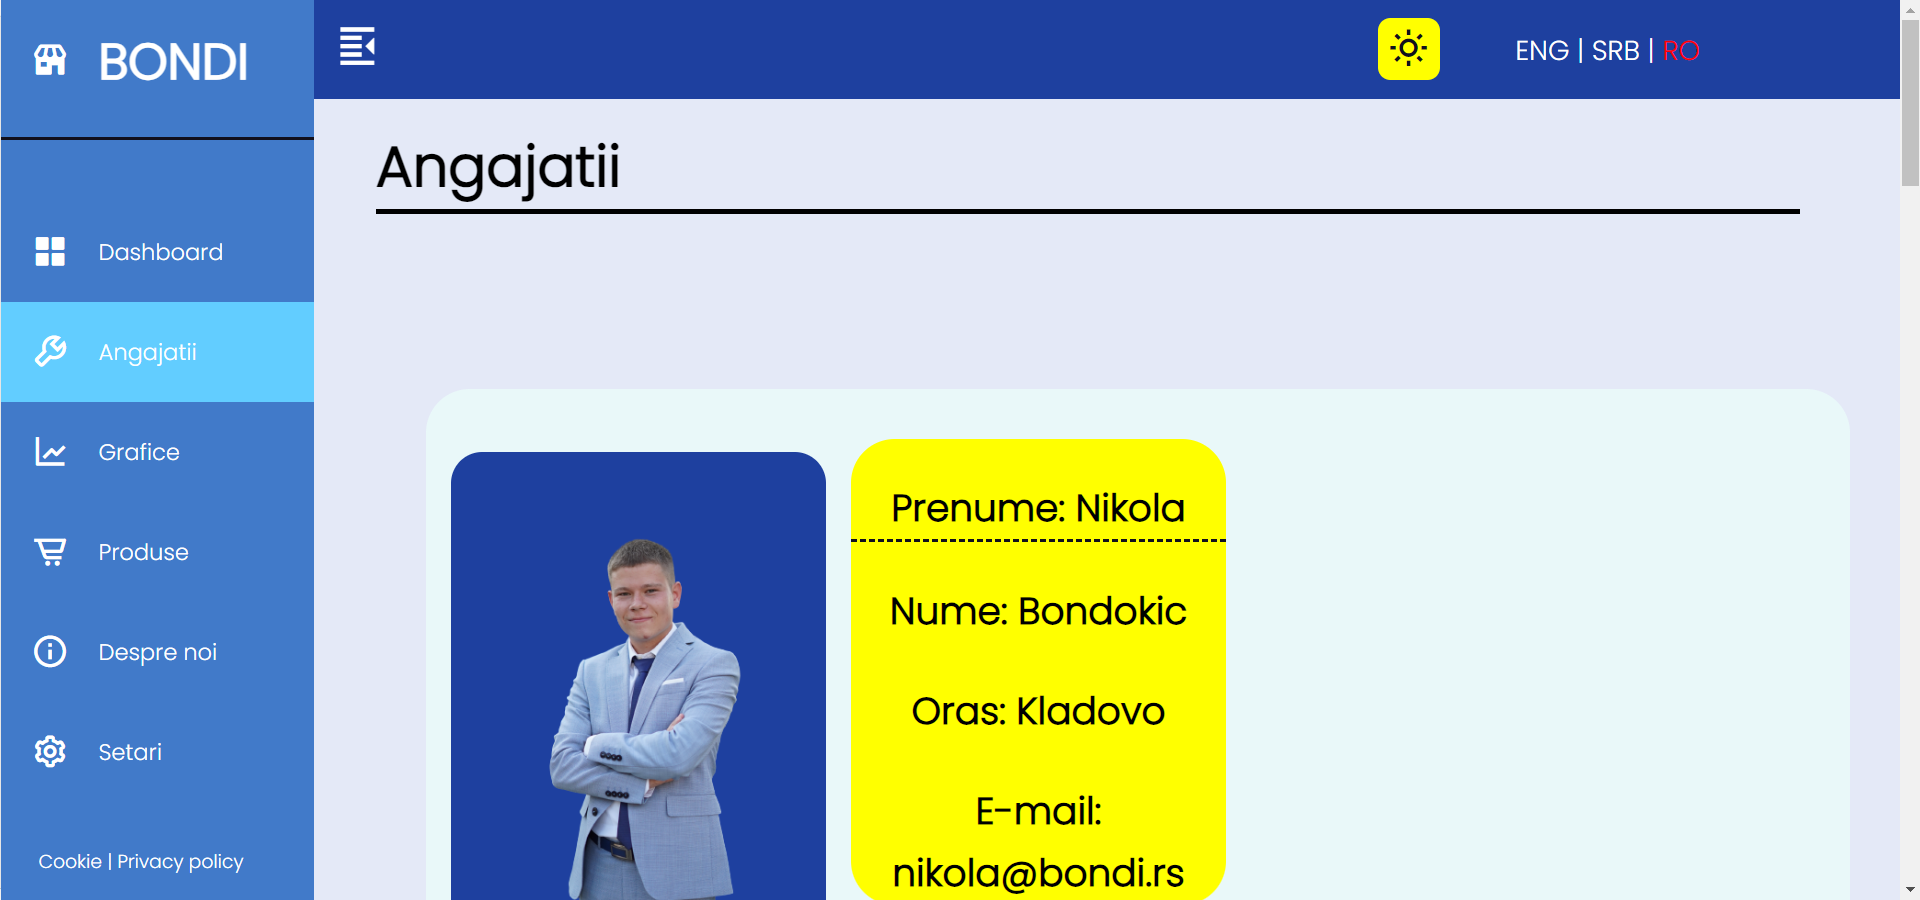 BONDI
ENG | SRB | RO
Angajatii
Dashboard
Angajatii
Grafice
Produse
Despre noi
Setari
Cookie | Privacy policy
Prenume: Nikola
Nume: Bondokic
Oras: Kladovo
E-mail:
nikola@bondi.rs